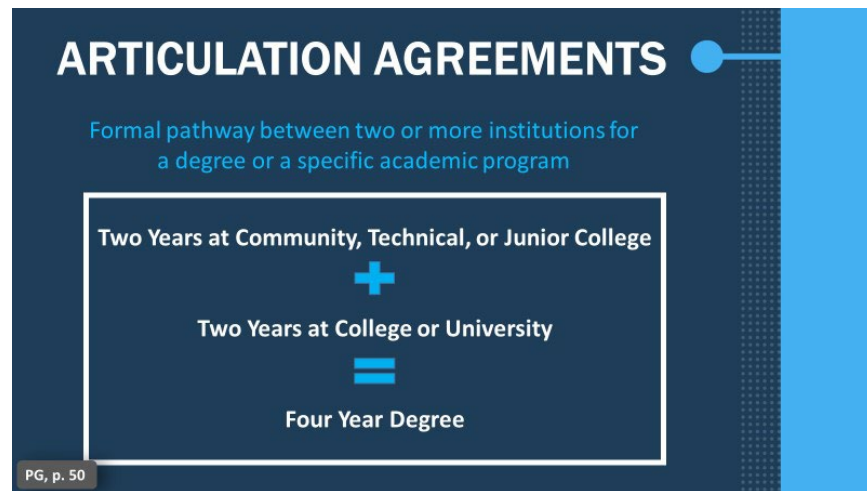 ARTICULATION AGREEMENTS
Formal pathway between two or more institutions for
a degree or a specific academic program
Two Years at Community, Technical, or Junior College
+
Two Years at College or University
=
Four Year Degree
PG, p. 50